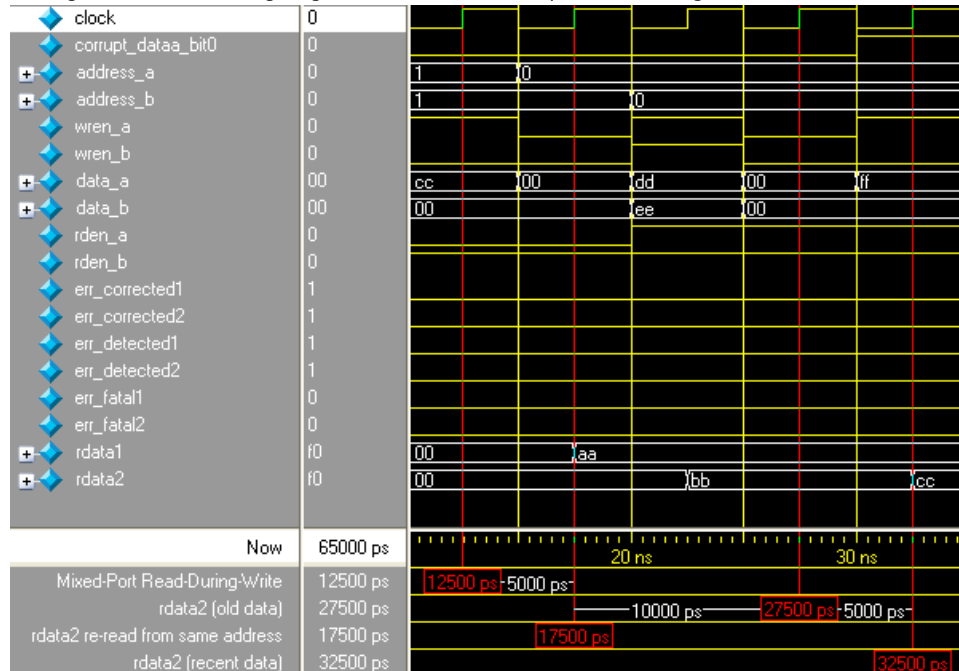 clock 0
corrupt_dataa_bit0 0
address_a 0 1 0
address_b 0 1 0
wren_a 0
wren_b 0
data_a 00 cc 00 dd 00 ff
data_b 00 00 ee 00
rden_a 0
rden_b 0
err_corrected1 1
err_corrected2 1
err_detected1 1
err_detected2 1
err_fatal1 0
err_fatal2 0
rdata1 f0 00 aa
rdata2 f0 00 bb cc
Now 65000 ps 20 ns 30 ns
Mixed-Port Read-During-Write 12500 ps 12500 ps 5000 ps
rdata2 (old data) 27500 ps 10000 ps 27500 ps 5000 ps
rdata2 re-read from same address 17500 ps 17500 ps
rdata2 (recent data) 32500 ps 32500 ps